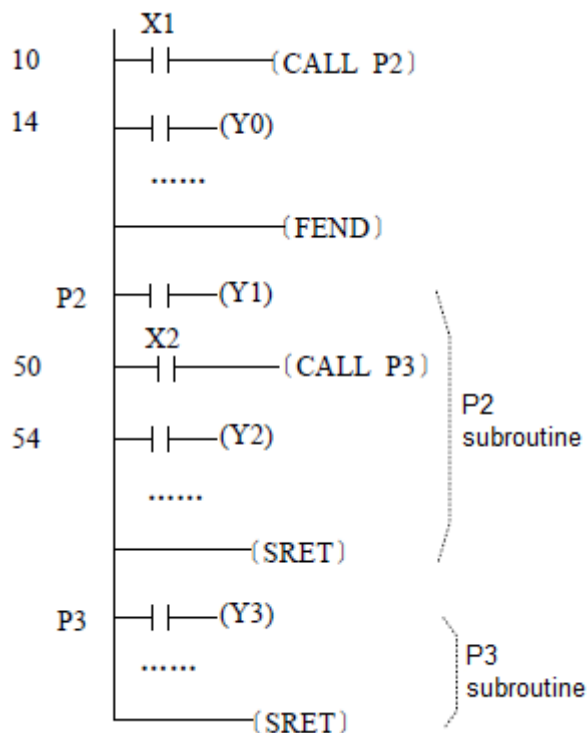 X1
10 (CALL P2)
14 (Y0)
......
(FEND)
P2 (Y1)
X2
50 (CALL P3)
54 (Y2)
P2
subroutine
......
(SRET)
P3 (Y3)
......
P3
subroutine
(SRET)